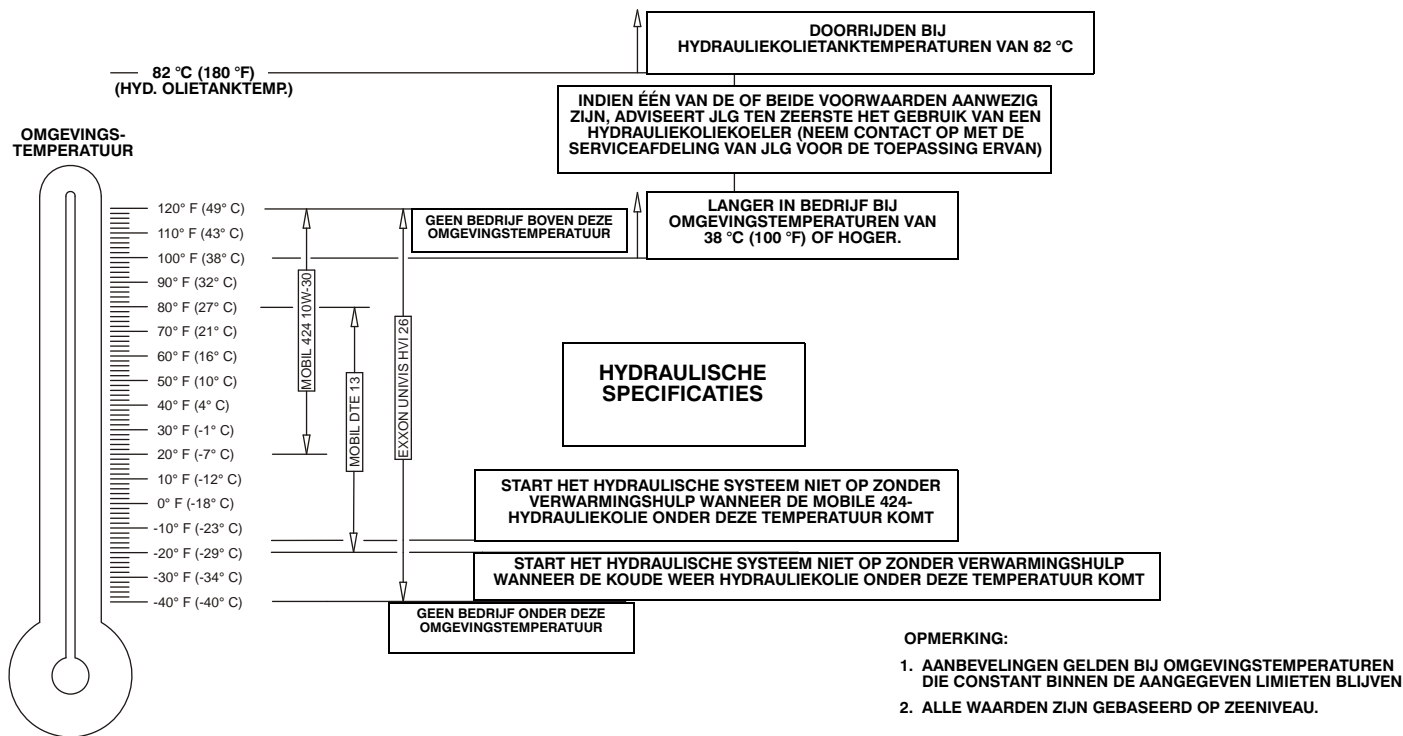 DOORRIJDEN BIJ
HYDRAULIEKOLIETANKTEMPERATUREN VAN 82 °C
82 °C (180 °F)
(HYD. OLIETANKTEMP.)
INDIEN ÉÉN VAN DE OF BEIDE VOORWAARDEN AANWEZIG
ZIJN, ADVISEERT JLG TEN ZEERSTE HET GEBRUIK VAN EEN
HYDRAULIEKOLIEKOELER (NEEM CONTACT OP MET DE
SERVICEAFDELING VAN JLG VOOR DE TOEPASSING ERVAN)
OMGEVINGS-
TEMPERATUUR
LANGER IN BEDRIJF BIJ
OMGEVINGSTEMPERATUREN VAN
38 °C (100 °F) OF HOGER.
GEEN BEDRIJF BOVEN DEZE
OMGEVINGSTEMPERATUUR
120° F (49° C)
110° F (43° C)
100° F (38° C)
90° F (32° C)
80° F (27° C)
70° F (21° C)
60° F (16° C)
50° F (10° C)
40° F (4° C)
30° F (-1° C)
20° F (-7° C)
10° F (-12° C)
0° F (-18° C)
-10° F (-23° C)
-20° F (-29° C)
-30° F (-34° C)
-40° F (-40° C)
MOBIL 424 10W-30
MOBIL DTE 13
EXXON UNIVIS HVI 26
HYDRAULISCHE
SPECIFICATIES
START HET HYDRAULISCHE SYSTEEM NIET OP ZONDER
VERWARMINGSHULP WANNEER DE MOBILE 424-
HYDRAULIEKOLIE ONDER DEZE TEMPERATUUR KOMT
START HET HYDRAULISCHE SYSTEEM NIET OP ZONDER VERWARMINGSHULP
WANNEER DE KOUDE WEER HYDRAULIEKOLIE ONDER DEZE TEMPERATUUR KOMT
GEEN BEDRIJF ONDER DEZE
OMGEVINGSTEMPERATUUR
OPMERKING:
1. AANBEVELINGEN GELDEN BIJ OMGEVINGSTEMPERATUREN
DIE CONSTANT BINNEN DE AANGEGEVEN LIMIETEN BLIJVEN
2. ALLE WAARDEN ZIJN GEBASEERD OP ZEENIVEAU.